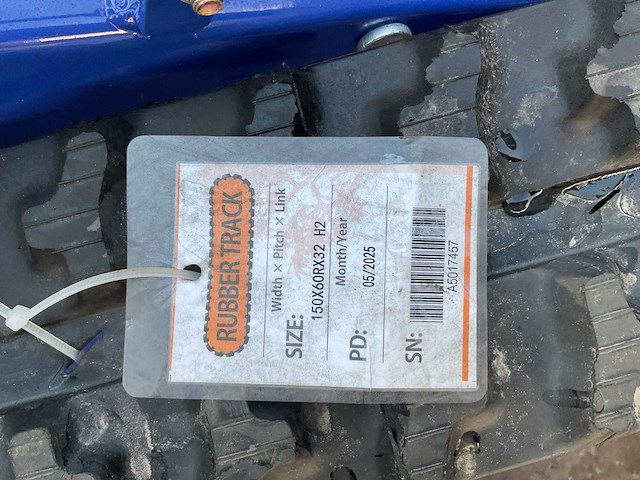 RUBBER TRACK
Width × Pitch × Link
SIZE: 150X60RX32 H2
Month/Year
PD: 05/2025
SN: A5017457